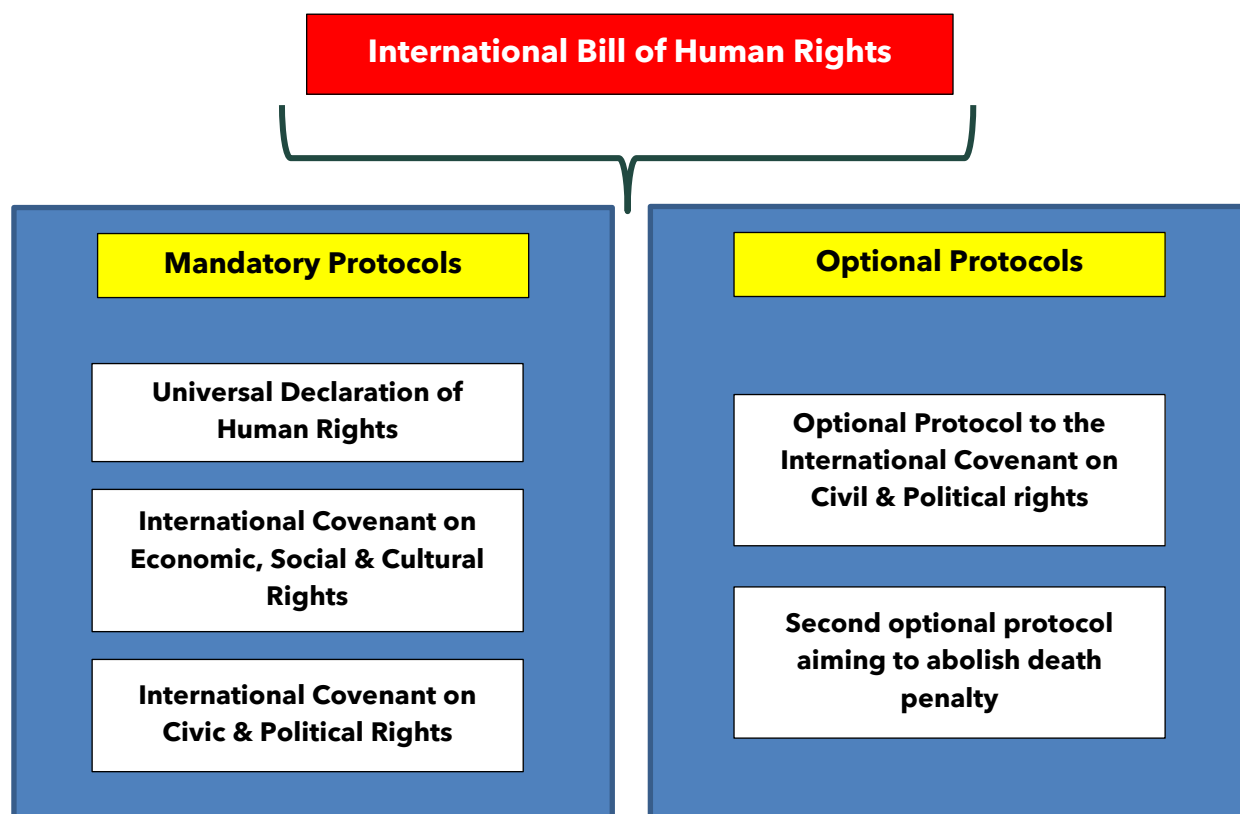 International Bill of Human Rights
Mandatory Protocols
Universal Declaration of
Human Rights
International Covenant on
Economic, Social & Cultural
Rights
International Covenant on
Civic & Political Rights
Optional Protocols
Optional Protocol to the
International Covenant on
Civil & Political rights
Second optional protocol
aiming to abolish death
penalty